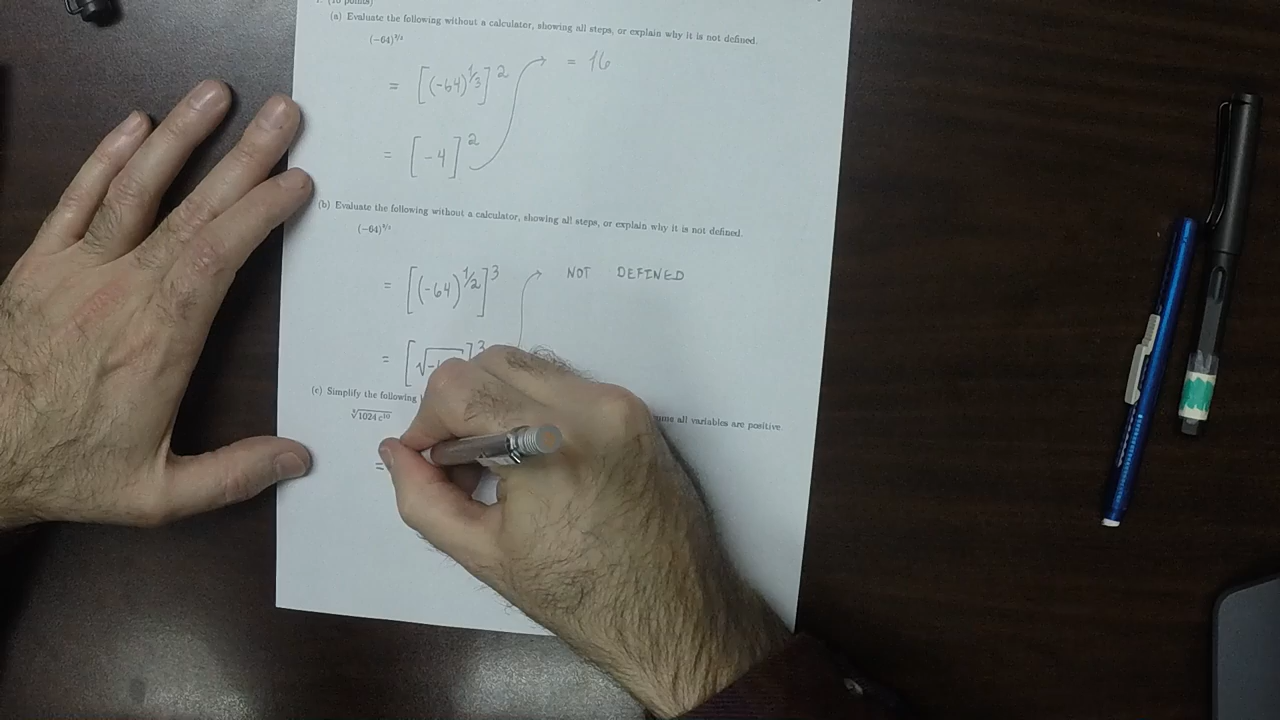 (a) Evaluate the following without a calculator, showing all steps, or explain why it is not defined.
(−64)^{2/3}
= [(-64)^{1/3}]^2 = 16
= [-4]^2
(b) Evaluate the following without a calculator, showing all steps, or explain why it is not defined.
(−64)^{3/2}
= [(-64)^{1/2}]^3 NOT DEFINED
= [√-
(c) Simplify the following all variables are positive.
1024 c^{10}
=